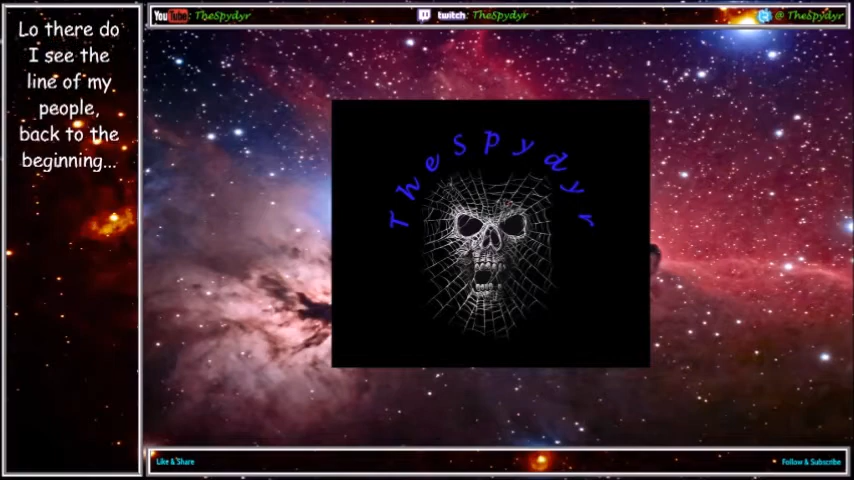 Lo there do
I see the
line of my
people,
back to the
beginning...
YouTube: TheSpydyr
twitch: TheSpydyr
@ TheSpydyr
TheSpydyr
Like & Share
Follow & Subscribe